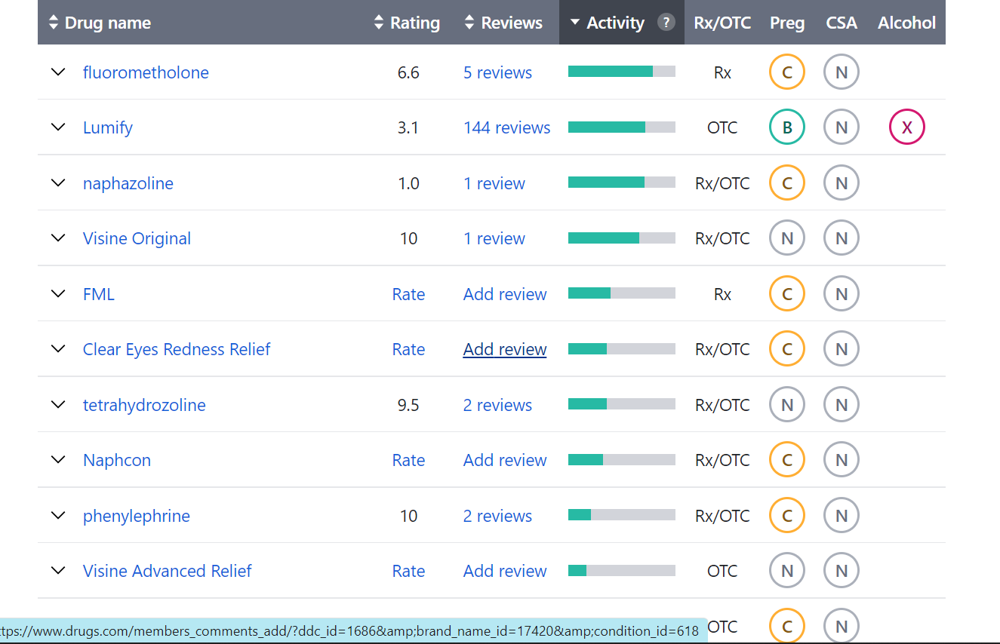 Drug name Rating Reviews Activity ? Rx/OTC Preg CSA Alcohol
fluorometholone 6.6 5 reviews Rx C N
Lumify 3.1 144 reviews OTC B N X
naphazoline 1.0 1 review Rx/OTC C N
Visine Original 10 1 review Rx/OTC N N
FML Rate Add review Rx C N
Clear Eyes Redness Relief Rate Add review Rx/OTC C N
tetrahydrozoline 9.5 2 reviews Rx/OTC N N
Naphcon Rate Add review Rx/OTC C N
phenylephrine 10 2 reviews Rx/OTC C N
Visine Advanced Relief Rate Add review OTC N N
ttps://www.drugs.com/members_comments_add/?ddc_id=1686&amp;brand_name_id=17420&amp;condition_id=618 OTC C N